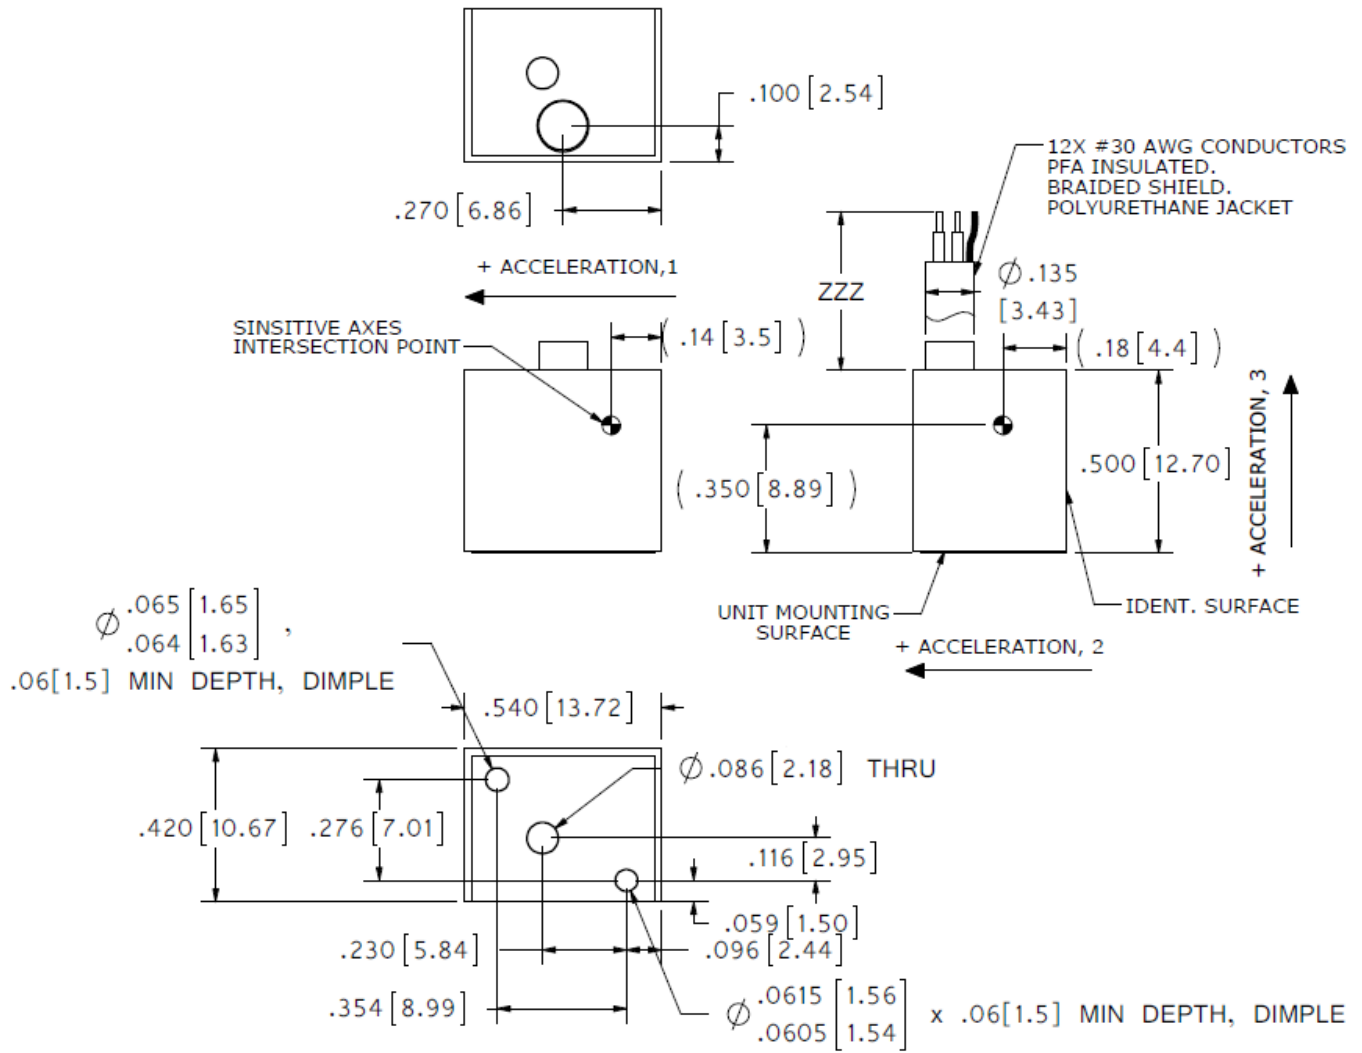 .100 [2.54]
12X #30 AWG CONDUCTORS
PFA INSULATED.
BRAIDED SHIELD.
POLYURETHANE JACKET
.270 [6.86]
+ ACCELERATION,1
ZZZ
Ø .135
[3.43]
SINSITIVE AXES
INTERSECTION POINT
( .14 [3.5] )
( .18 [4.4] )
+ ACCELERATION, 3
.500 [12.70]
( .350 [8.89] )
UNIT MOUNTING
SURFACE
IDENT. SURFACE
+ ACCELERATION, 2
Ø .065 [1.65]
.064 [1.63] ,
.06[1.5] MIN DEPTH, DIMPLE
.540 [13.72]
Ø .086 [2.18] THRU
.420 [10.67]
.276 [7.01]
.116 [2.95]
.059 [1.50]
.230 [5.84]
.096 [2.44]
.354 [8.99]
Ø .0615 [1.56]
.0605 [1.54] x .06[1.5] MIN DEPTH, DIMPLE